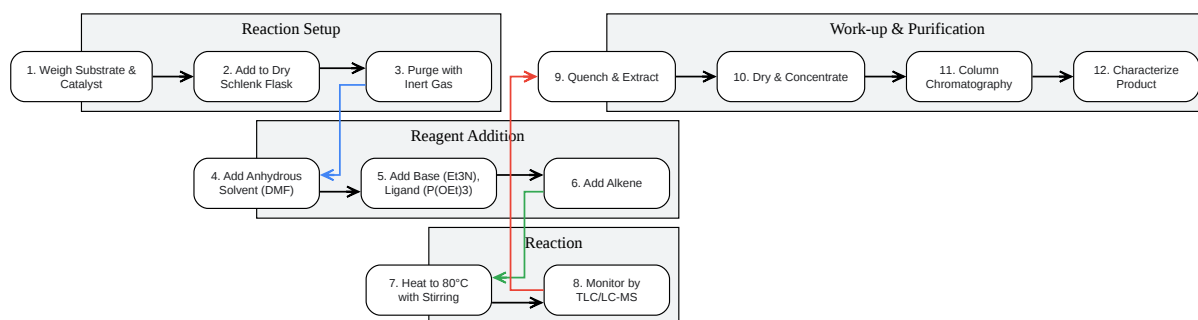 Reaction Setup
1. Weigh Substrate &
Catalyst
2. Add to Dry
Schlenk Flask
3. Purge with
Inert Gas
Reagent Addition
4. Add Anhydrous
Solvent (DMF)
5. Add Base (Et3N),
Ligand (P(OEt)3)
6. Add Alkene
Reaction
7. Heat to 80°C
with Stirring
8. Monitor by
TLC/LC-MS
Work-up & Purification
9. Quench & Extract
10. Dry & Concentrate
11. Column
Chromatography
12. Characterize
Product